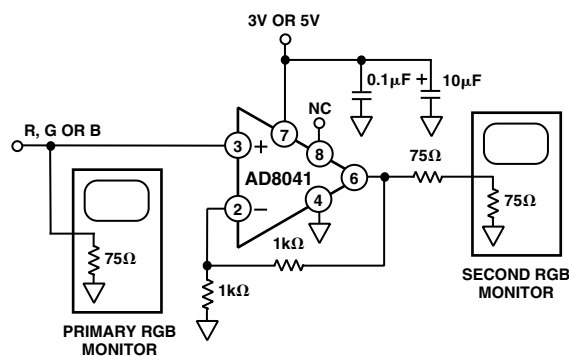 3V OR 5V
0.1µF
+
10µF
NC
R, G OR B
3
+
7
8
AD8041
6
75Ω
2
−
4
75Ω
1kΩ
75Ω
1kΩ
SECOND RGB
MONITOR
PRIMARY RGB
MONITOR